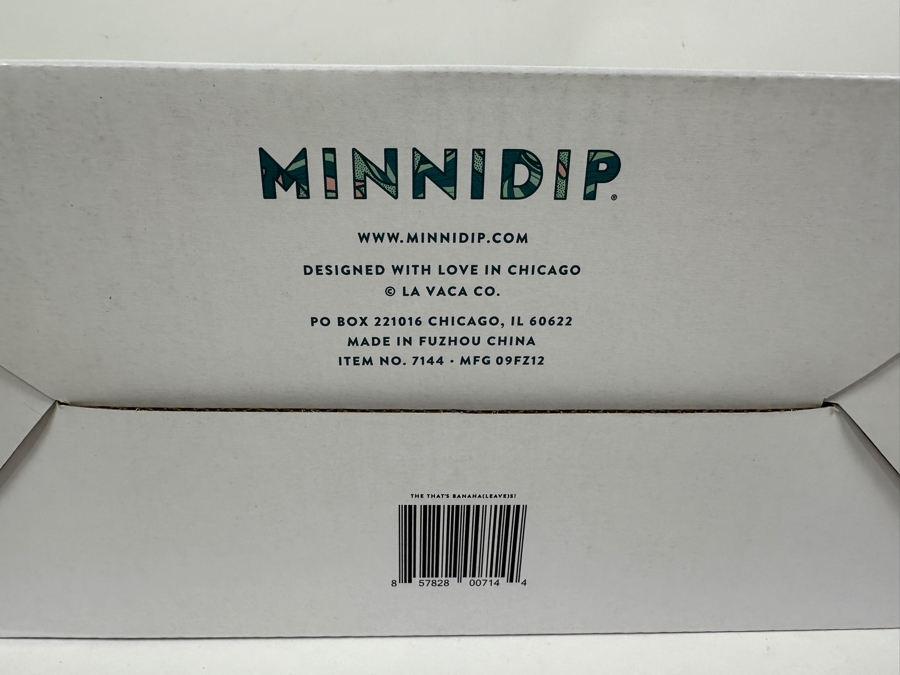 MINNIDIP®
WWW.MINNIDIP.COM
DESIGNED WITH LOVE IN CHICAGO
© LA VACA CO.
PO BOX 221016 CHICAGO, IL 60622
MADE IN FUZHOU CHINA
ITEM NO. 7144 • MFG 09FZ12
THE THAT'S BANANA(LEAVE)S!
8 57828 00714 4